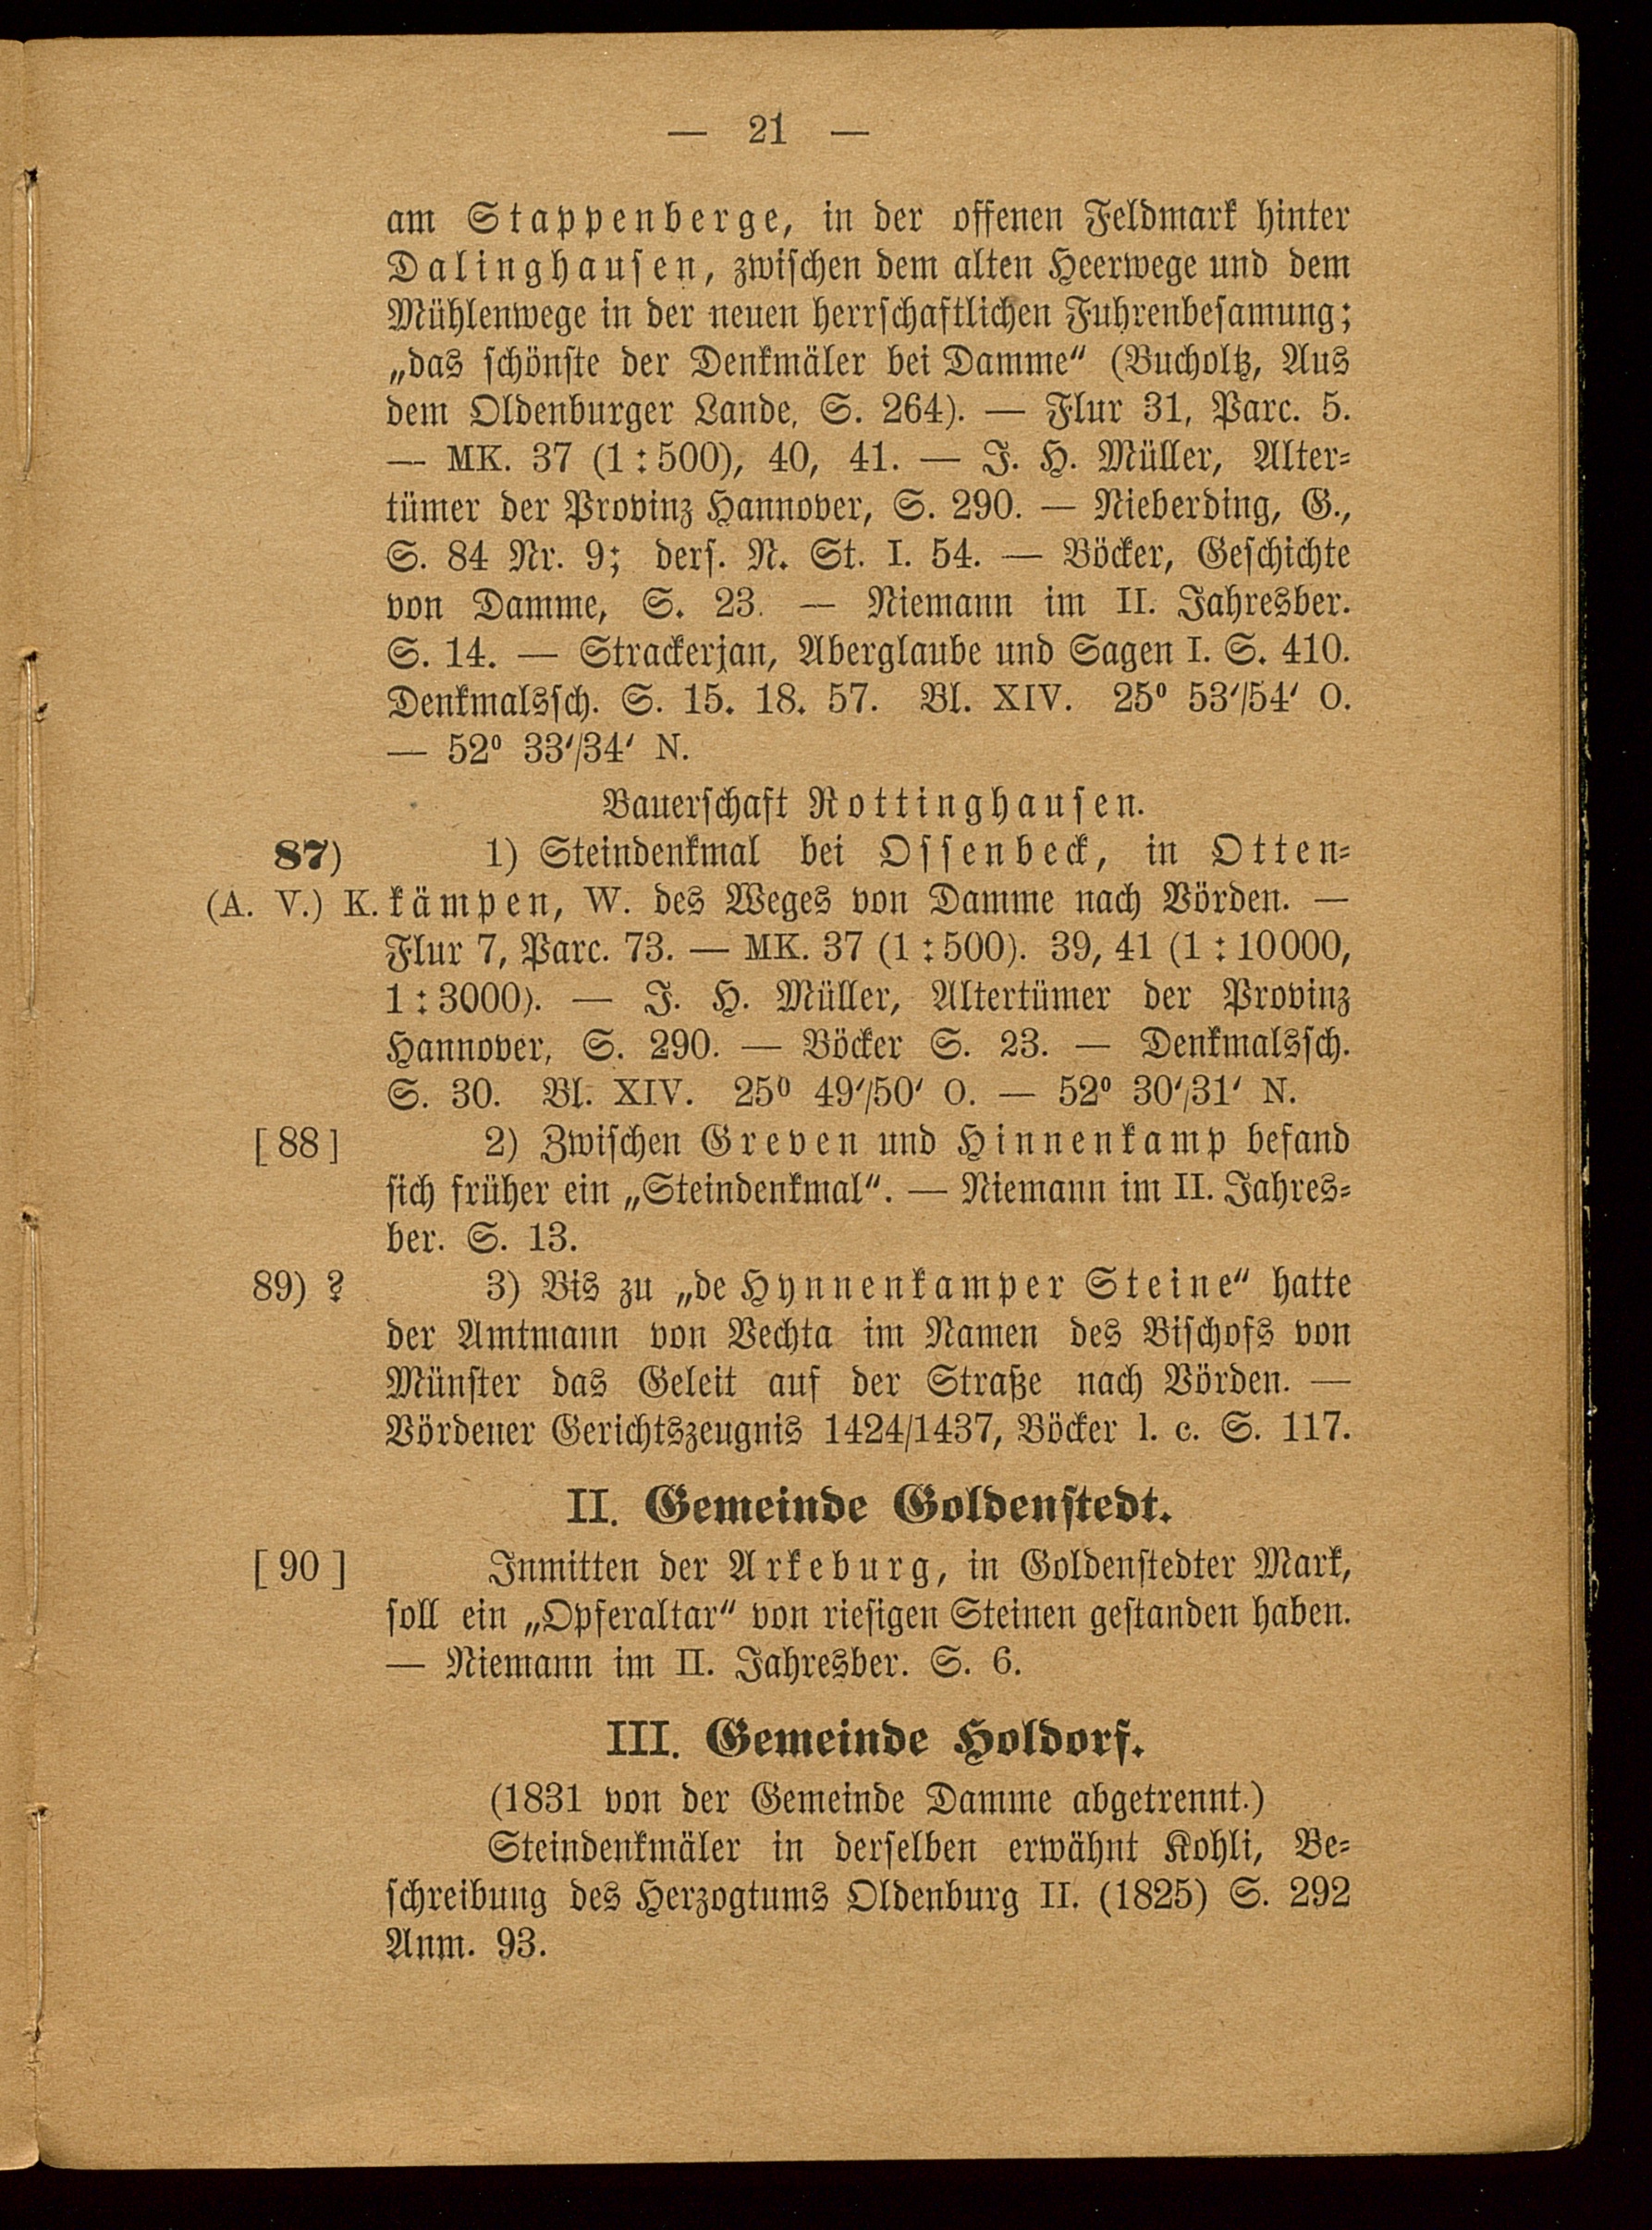 — 21 —
am Stappenberge, in der offenen Feldmark hinter
Dalinghausen, zwischen dem alten Heerwege und dem
Mühlenwege in der neuen herrschaftlichen Fuhrenbesamung;
„das schönste der Denkmäler bei Damme“ (Bucholtz, Aus
dem Oldenburger Lande, S. 264). — Flur 31, Parc. 5.
— MK. 37 (1:500), 40, 41. — J. H. Müller, Alter-
tümer der Provinz Hannover, S. 290. — Nieberding, G.,
S. 84 Nr. 9; ders. N. St. I. 54. — Böcker, Geschichte
von Damme, S. 23. — Niemann im II. Jahresber.
S. 14. — Strackerjan, Aberglaube und Sagen I. S. 410.
Denkmalssch. S. 15. 18. 57. Bl. XIV. 25⁰ 53′/54′ O.
— 52⁰ 33′/34′ N.
Bauerschaft Rottinghausen.
87) 1) Steindenkmal bei Ossenbeck, in Otten-
(A. V.) K. kämpen, W. des Weges von Damme nach Vörden. —
Flur 7, Parc. 73. — MK. 37 (1:500). 39, 41 (1:10000,
1:3000). — J. H. Müller, Altertümer der Provinz
Hannover, S. 290. — Böcker S. 23. — Denkmalssch.
S. 30. Bl. XIV. 25⁰ 49′/50′ O. — 52⁰ 30′/31′ N.
[88] 2) Zwischen Greven und Hinnenkamp befand
sich früher ein „Steindenkmal“. — Niemann im II. Jahres-
ber. S. 13.
89) ? 3) Bis zu „de Hynnenkamper Steine“ hatte
der Amtmann von Vechta im Namen des Bischofs von
Münster das Geleit auf der Straße nach Vörden. —
Vördener Gerichtszeugnis 1424/1437, Böcker l. c. S. 117.
II. Gemeinde Goldenstedt.
[90] Inmitten der Arkeburg, in Goldenstedter Mark,
soll ein „Opferaltar“ von riesigen Steinen gestanden haben.
— Niemann im II. Jahresber. S. 6.
III. Gemeinde Holdorf.
(1831 von der Gemeinde Damme abgetrennt.)
Steindenkmäler in derselben erwähnt Kohli, Be-
schreibung des Herzogtums Oldenburg II. (1825) S. 292
Anm. 93.